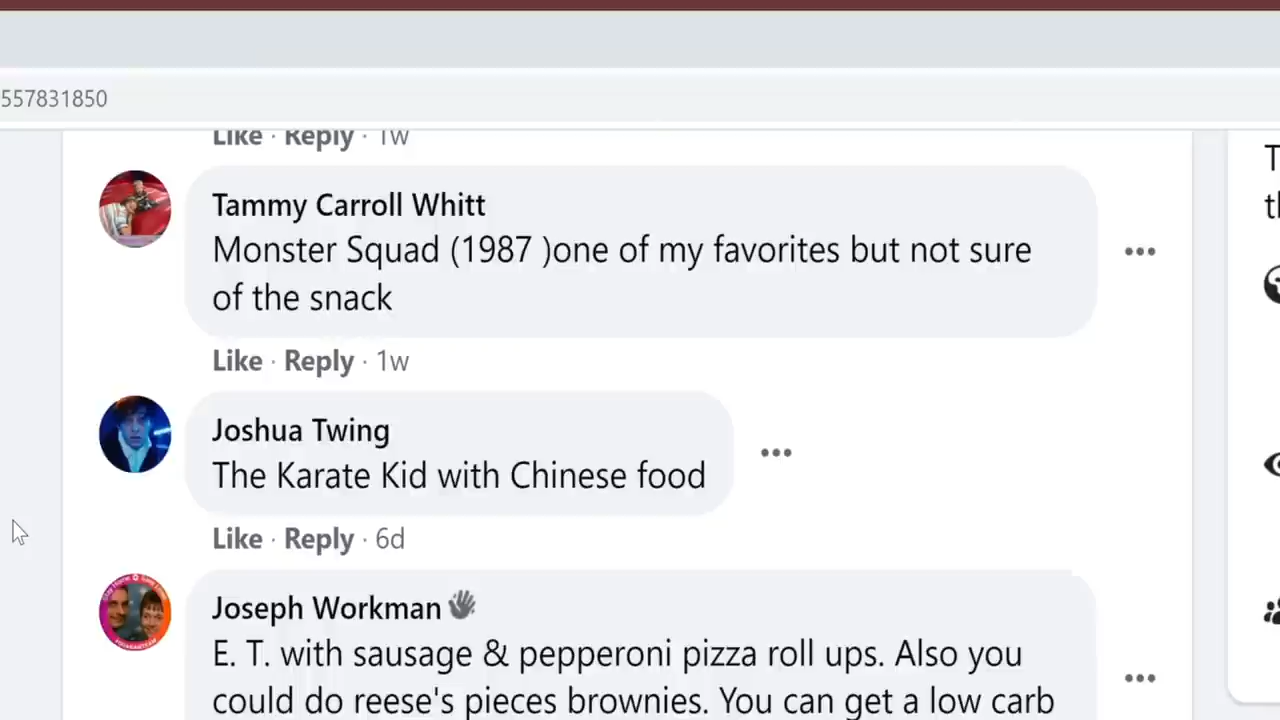 557831850
Like · Reply · 1w
Tammy Carroll Whitt
Monster Squad (1987 )one of my favorites but not sure
of the snack
Like · Reply · 1w
Joshua Twing
The Karate Kid with Chinese food
Like · Reply · 6d
Joseph Workman
E. T. with sausage & pepperoni pizza roll ups. Also you
could do reese's pieces brownies. You can get a low carb